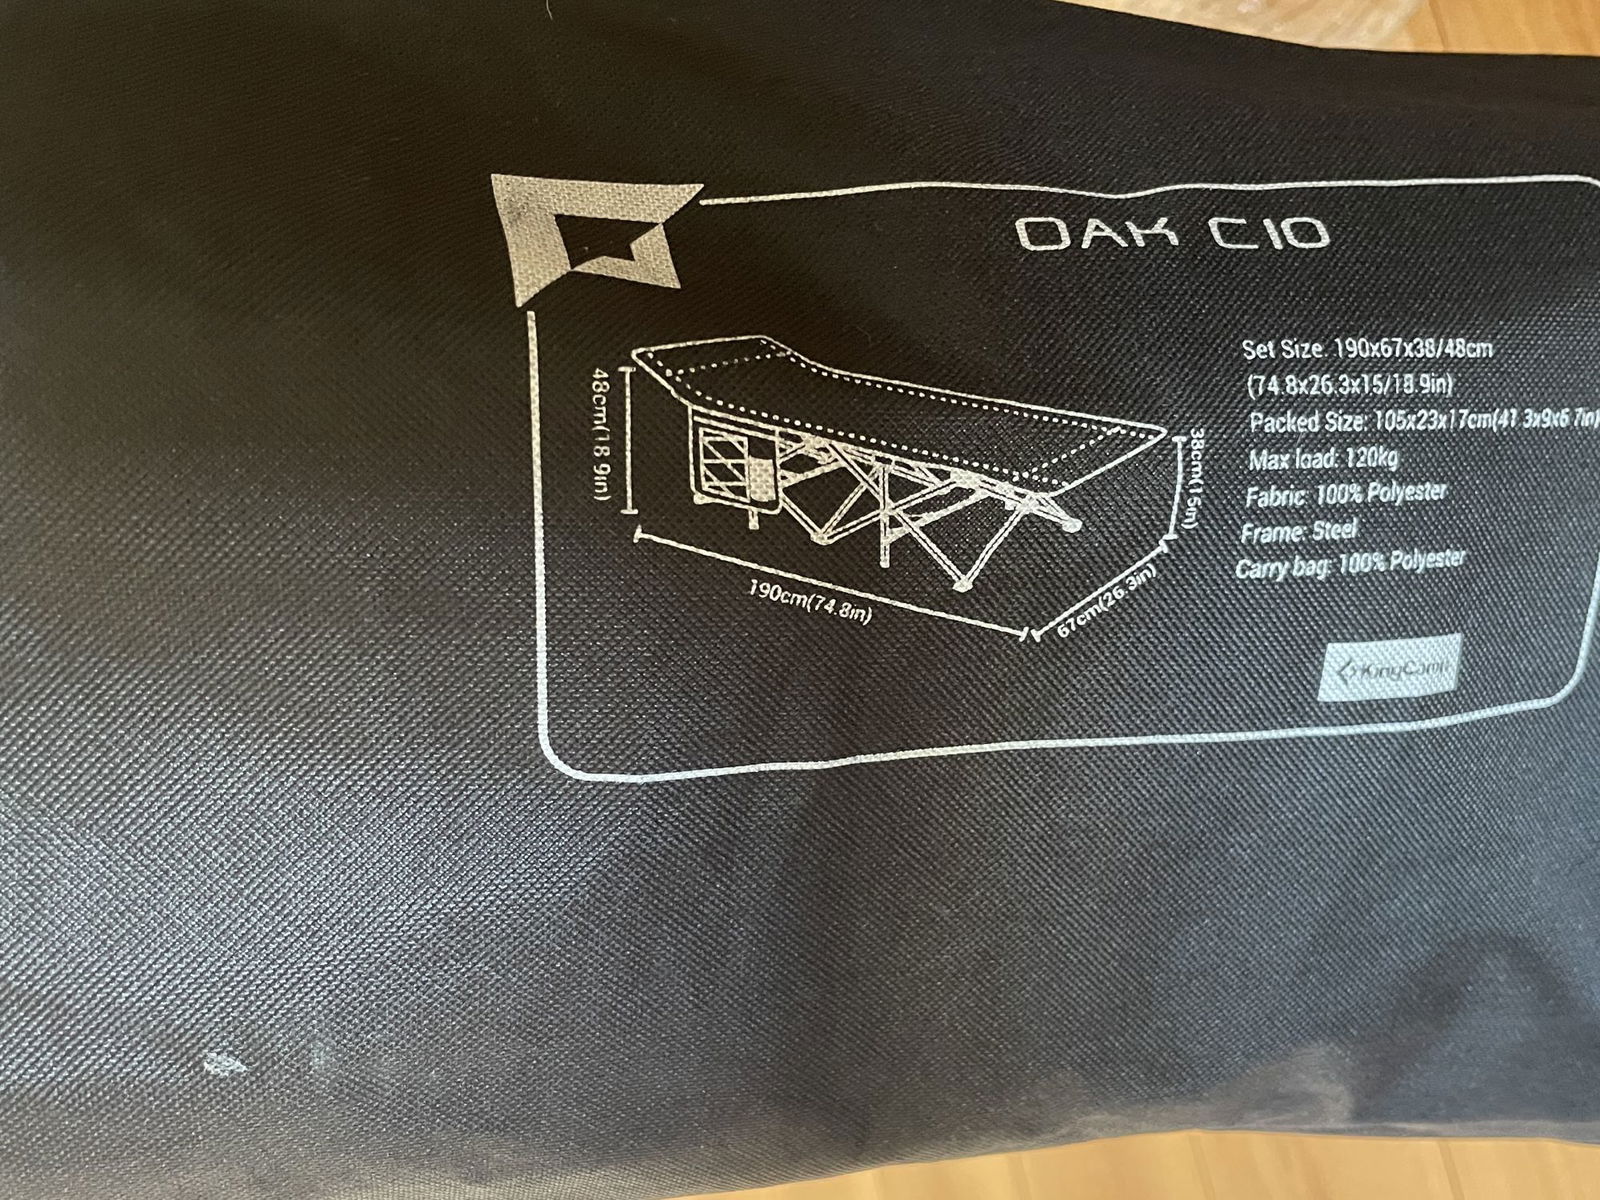 OAK C10
48cm(18.9in)
38cm(15in)
190cm(74.8in)
67cm(26.3in)
Set Size: 190x67x38/48cm
(74.8x26.3x15/18.9in)
Packed Size: 105x23x17cm(41.3x9x6.7in)
Max load: 120kg
Fabric: 100% Polyester
Frame: Steel
Carry bag: 100% Polyester
KingCamp